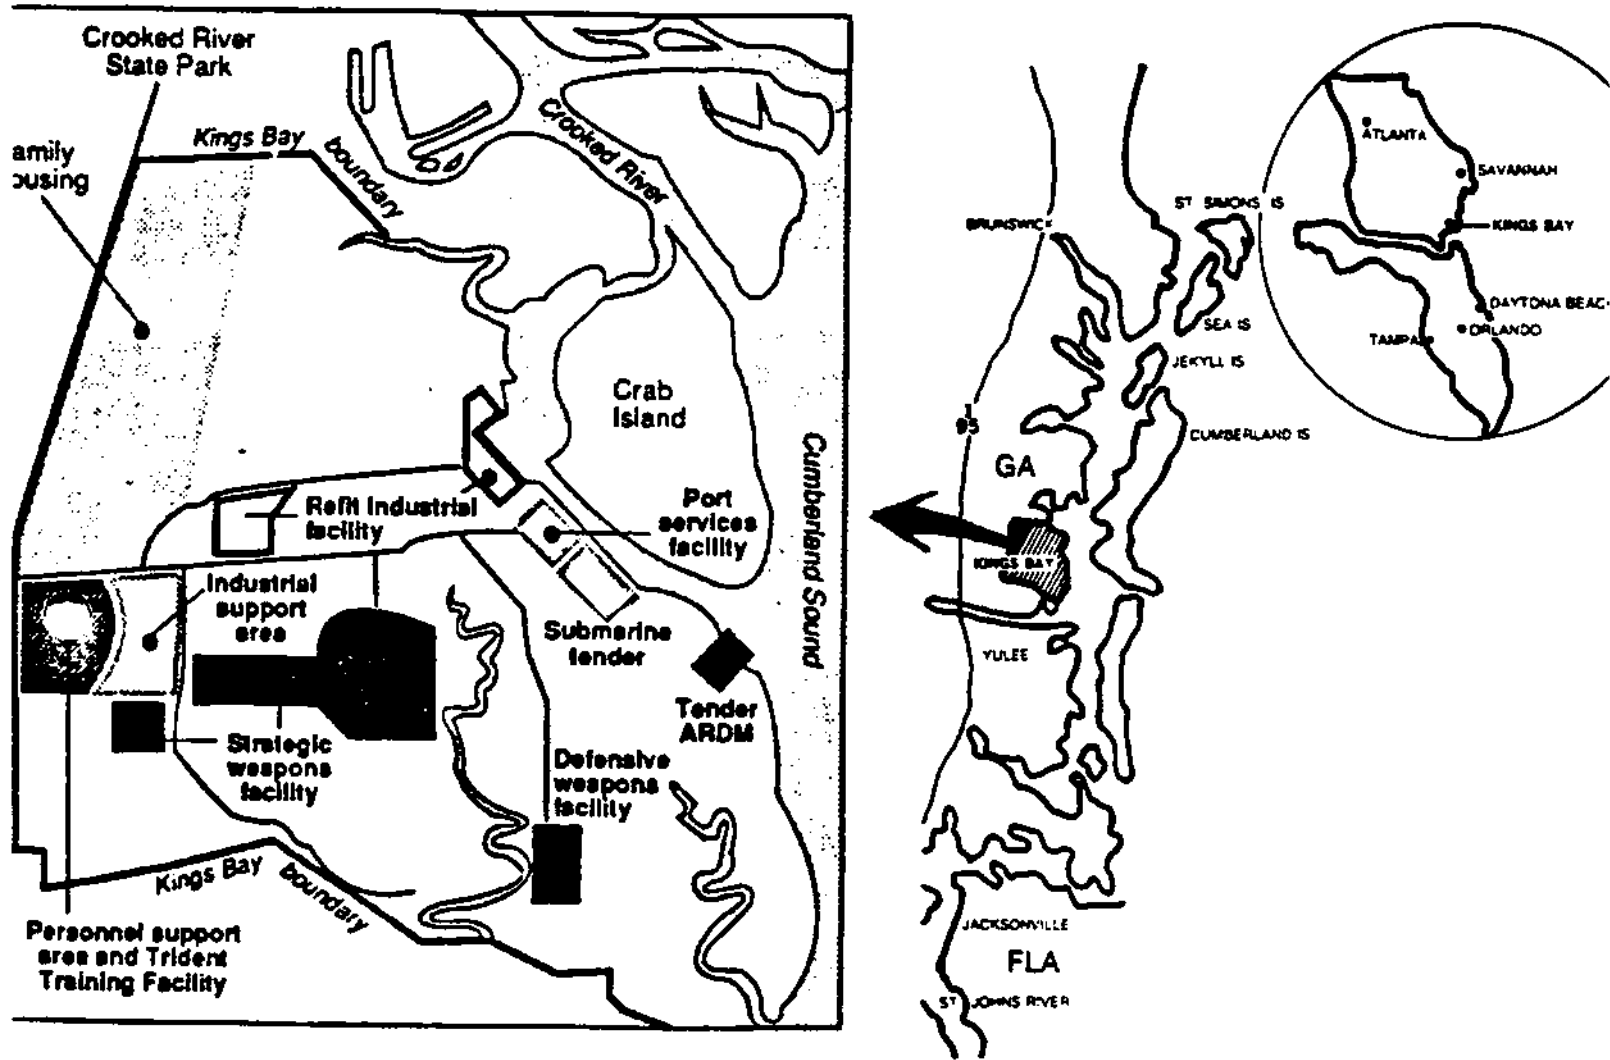 Crooked River
State Park
Kings Bay
boundary
amily
ousing
Crooked River
Crab
Island
Cumberland Sound
Refit Industrial
facility
Port
services
facility
Industrial
support
area
Submarine
tender
Tender
ARDM
Strategic
weapons
facility
Defensive
weapons
facility
Kings Bay
boundary
Personnel support
area and Trident
Training Facility
BRUNSWICK
ST SIMONS IS
SEA IS
JEKYLL IS
I
95
CUMBERLAND IS
GA
KINGS BAY
YULEE
JACKSONVILLE
FLA
ST JOHNS RIVER
ATLANTA
SAVANNAH
KINGS BAY
DAYTONA BEAC
ORLANDO
TAMPA